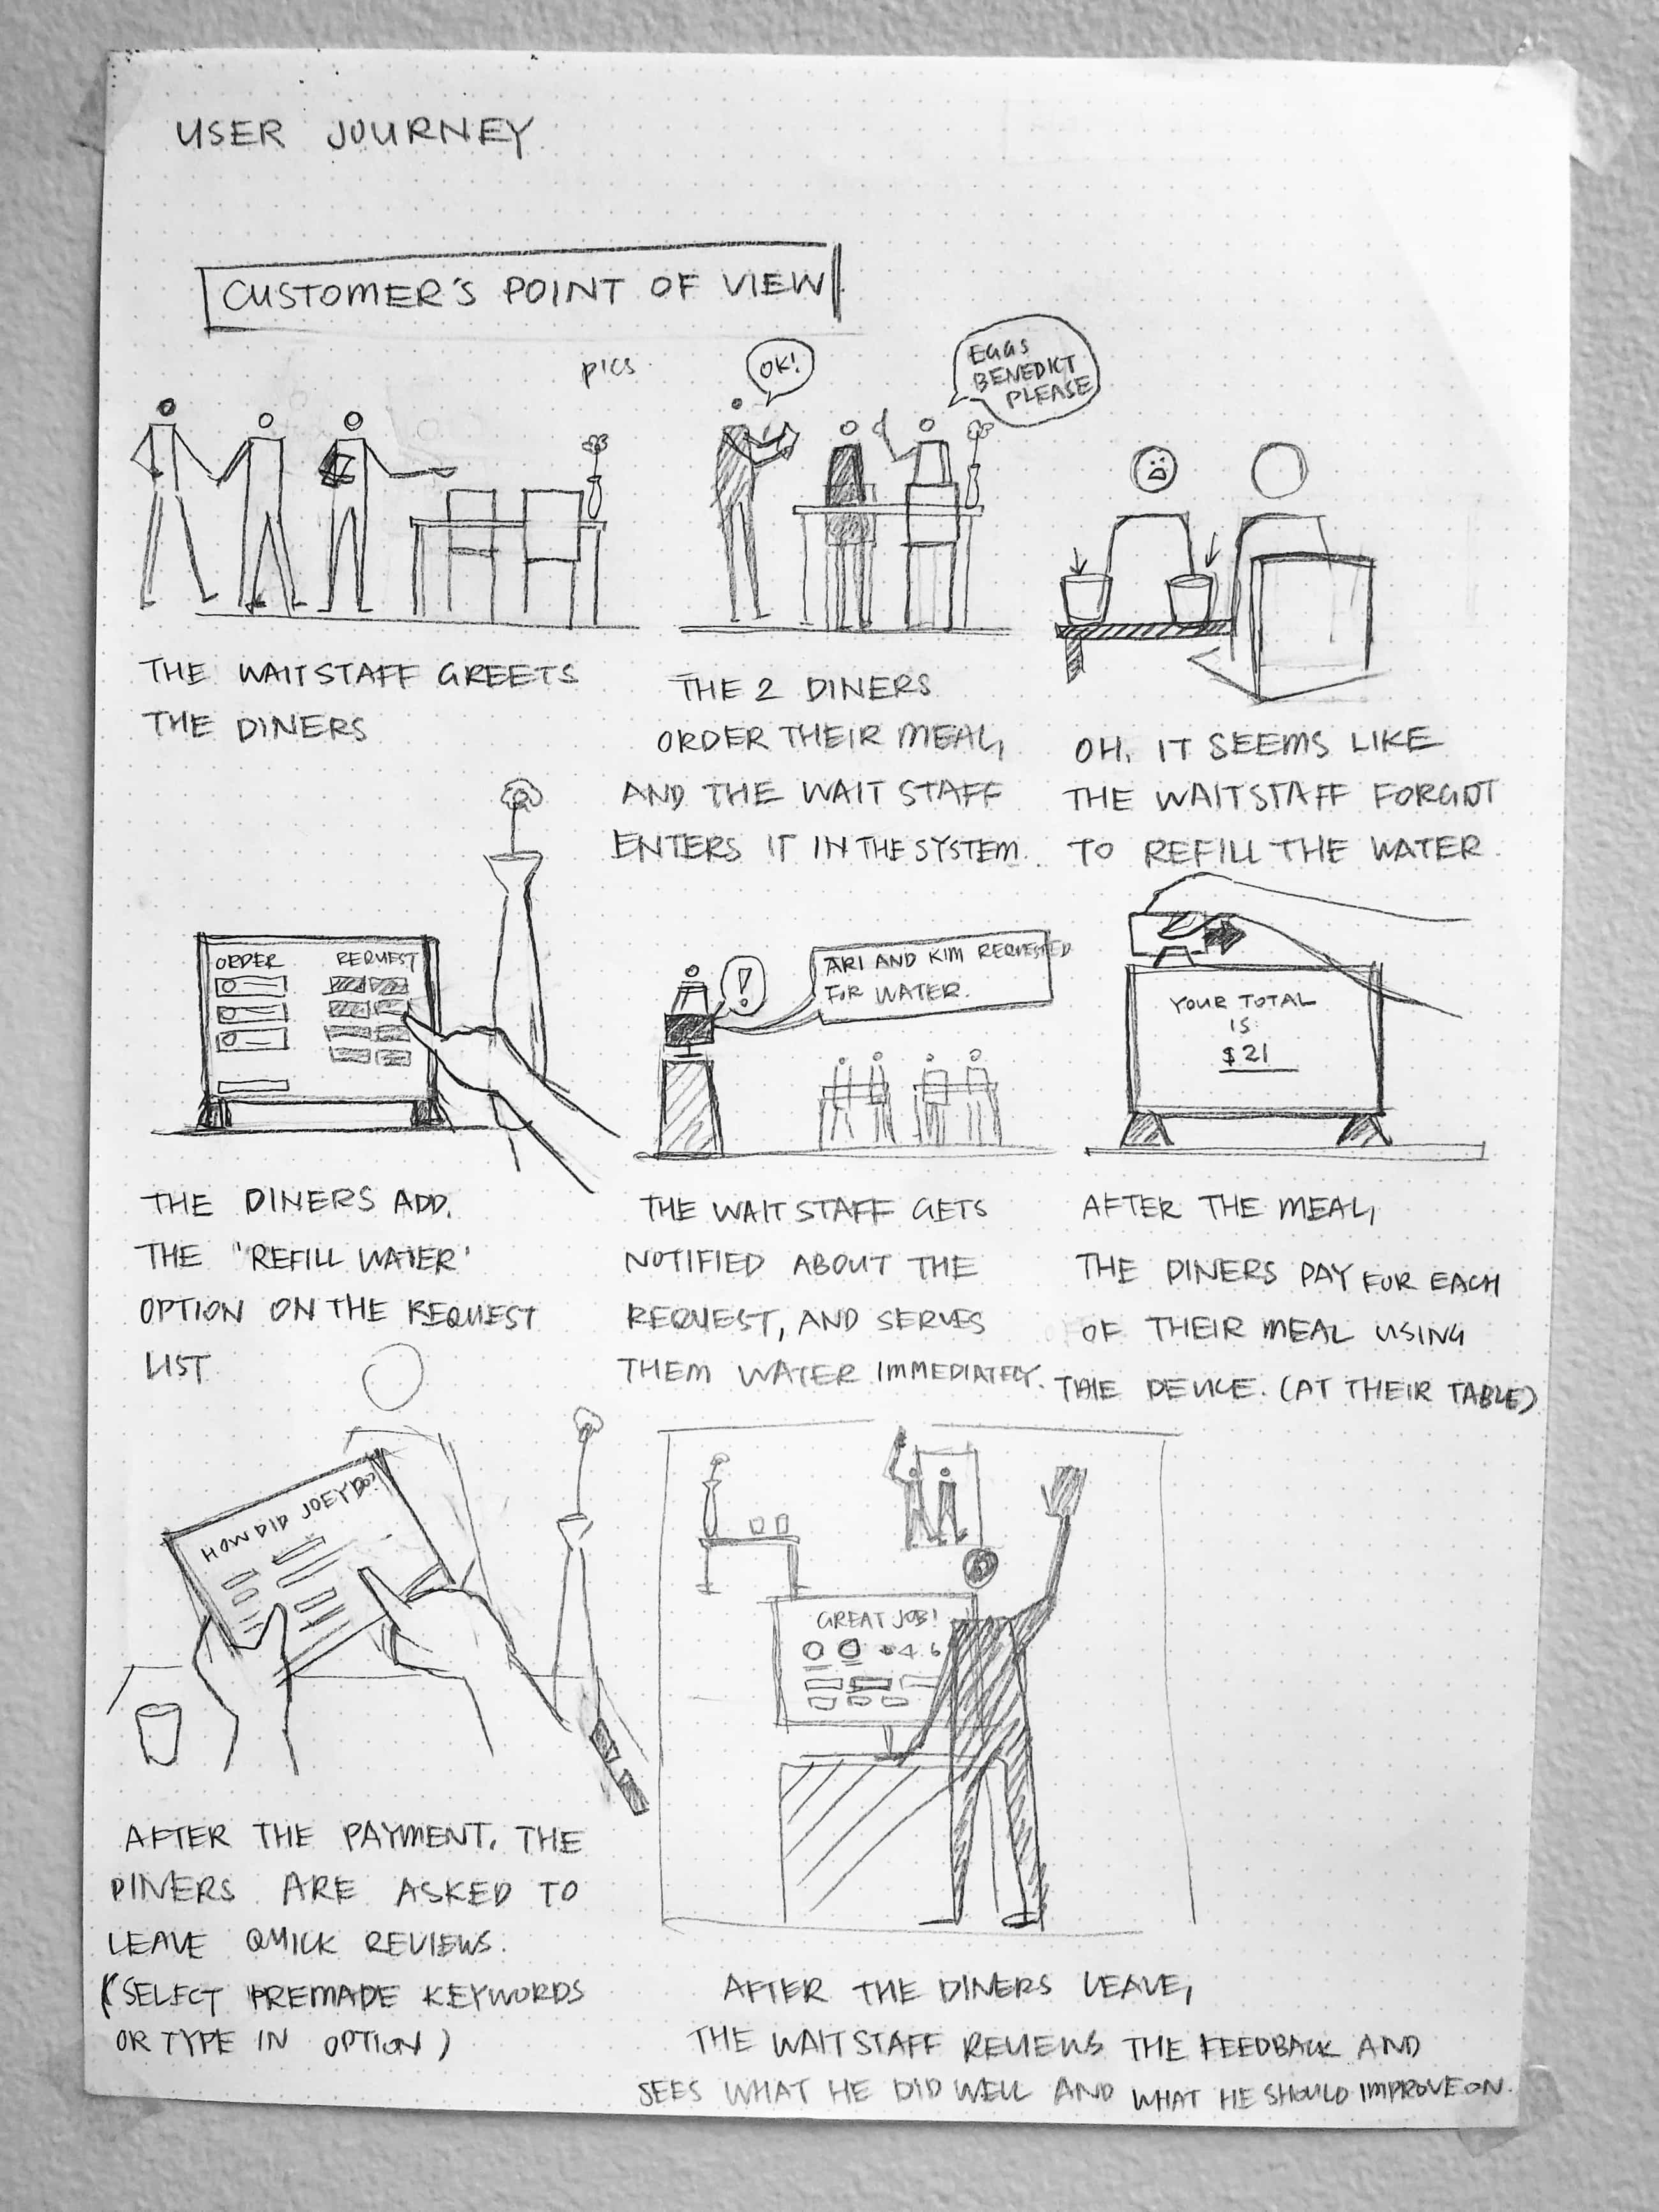 USER JOURNEY
CUSTOMER'S POINT OF VIEW
PICS
OK!
EGGS
BENEDICT
PLEASE
THE WAITSTAFF GREETS
THE DINERS
THE 2 DINERS
ORDER THEIR MEAL,
AND THE WAIT STAFF
ENTERS IT IN THE SYSTEM.
OH. IT SEEMS LIKE
THE WAITSTAFF FORGOT
TO REFILL THE WATER.
ORDER REQUEST
THE DINERS ADD.
THE 'REFILL WATER'
OPTION ON THE REQUEST
LIST
!
ARI AND KIM REQUESTED
FOR WATER.
THE WAIT STAFF GETS
NOTIFIED ABOUT THE
REQUEST, AND SERVES
THEM WATER IMMEDIATELY.
YOUR TOTAL
IS:
$21
AFTER THE MEAL,
THE DINERS PAY FOR EACH
OF THEIR MEAL USING
THE DEVICE. (AT THEIR TABLE)
HOW DID JOEY DO?
AFTER THE PAYMENT. THE
DINERS ARE ASKED TO
LEAVE QUICK REVIEWS.
(SELECT PREMADE KEYWORDS
OR TYPE IN OPTION)
GREAT JOB!
4.6
AFTER THE DINERS LEAVE,
THE WAITSTAFF REVIEWS THE FEEDBACK AND
SEES WHAT HE DID WELL AND WHAT HE SHOULD IMPROVE ON.